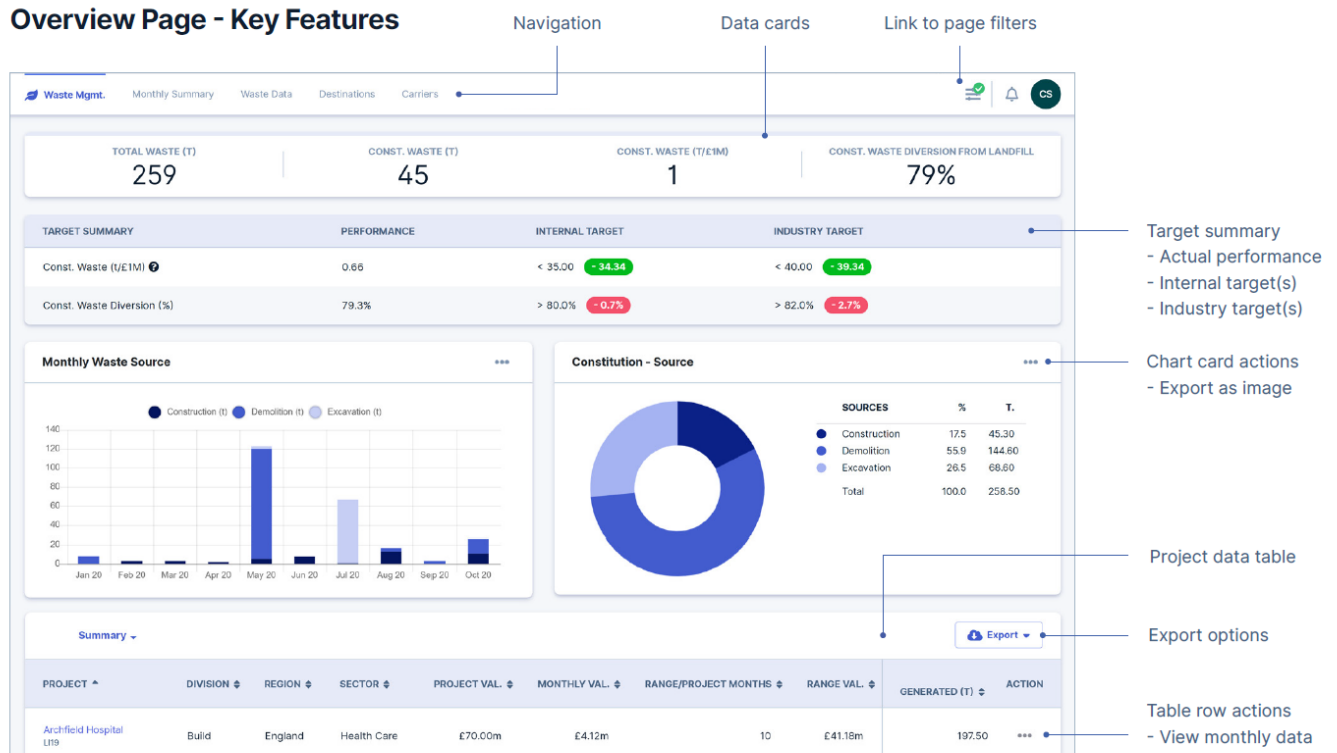 Overview Page - Key Features
Navigation
Data cards
Link to page filters
Waste Mgmt. Monthly Summary Waste Data Destinations Carriers CS
TOTAL WASTE (T) CONST. WASTE (T) CONST. WASTE (T/£1M) CONST. WASTE DIVERSION FROM LANDFILL
259 45 1 79%
TARGET SUMMARY PERFORMANCE INTERNAL TARGET INDUSTRY TARGET
Const. Waste (t/£1M) ? 0.66 < 35.00 - 34.34 < 40.00 - 39.34
Const. Waste Diversion (%) 79.3% > 80.0% - 0.7% > 82.0% - 2.7%
Target summary
- Actual performance
- Internal target(s)
- Industry target(s)
Monthly Waste Source
Construction (t) Demolition (t) Excavation (t)
140
120
100
80
60
40
20
0
Jan 20 Feb 20 Mar 20 Apr 20 May 20 Jun 20 Jul 20 Aug 20 Sep 20 Oct 20
Constitution - Source
SOURCES % T.
Construction 17.5 45.30
Demolition 55.9 144.60
Excavation 26.5 68.60
Total 100.0 258.50
Chart card actions
- Export as image
Project data table
Summary Export
Export options
PROJECT DIVISION REGION SECTOR PROJECT VAL. MONTHLY VAL. RANGE/PROJECT MONTHS RANGE VAL. GENERATED (T) ACTION
Archfield Hospital
LI19
Build England Health Care £70.00m £4.12m 10 £41.18m 197.50
Table row actions
- View monthly data